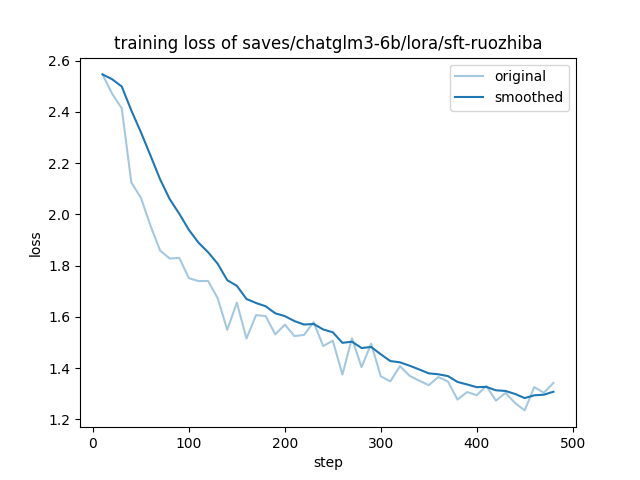 training loss of saves/chatglm3-6b/lora/sft-ruozhiba
original
smoothed
2.6
2.4
2.2
2.0
1.8
1.6
1.4
1.2
loss
0 100 200 300 400 500
step